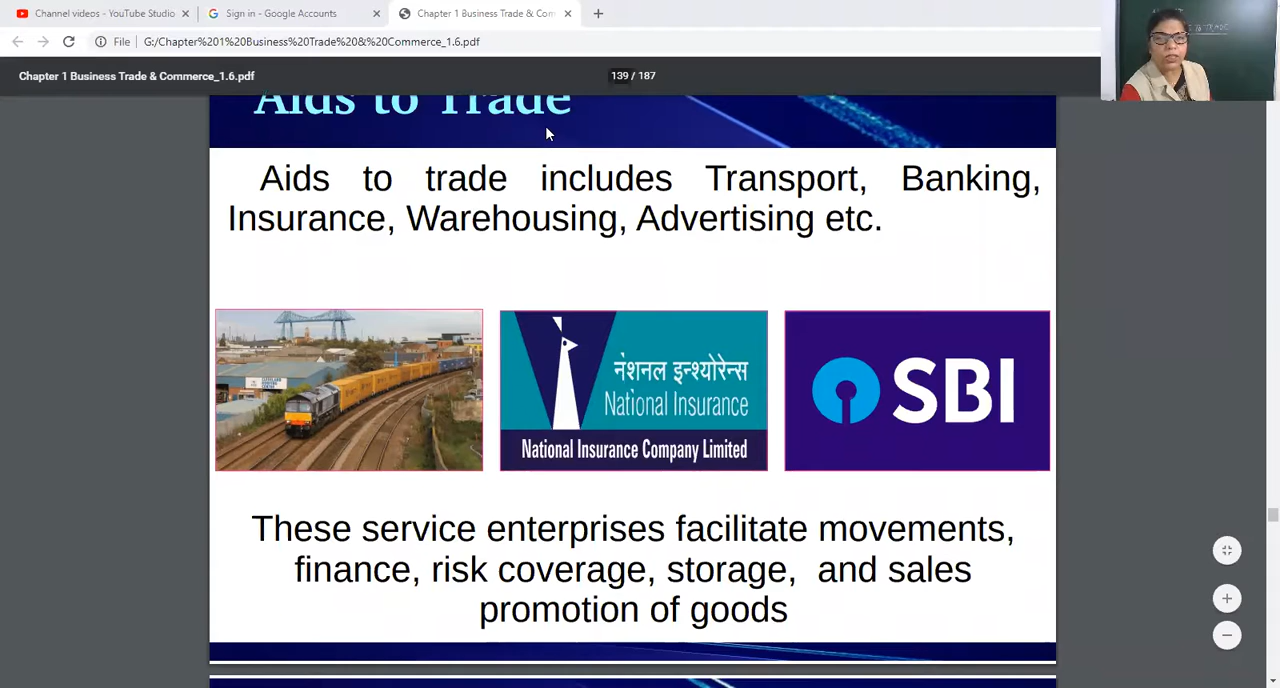 Channel videos - YouTube Studio
Sign in - Google Accounts
Chapter 1 Business Trade & Com
File
G:/Chapter%201%20Business%20Trade%20&%20Commerce_1.6.pdf
Chapter 1 Business Trade & Commerce_1.6.pdf
139 / 187
Aids to Trade
Aids to trade includes Transport, Banking,
Insurance, Warehousing, Advertising etc.
नेशनल इन्श्योरेन्स
National Insurance
National Insurance Company Limited
SBI
These service enterprises facilitate movements,
finance, risk coverage, storage, and sales
promotion of goods